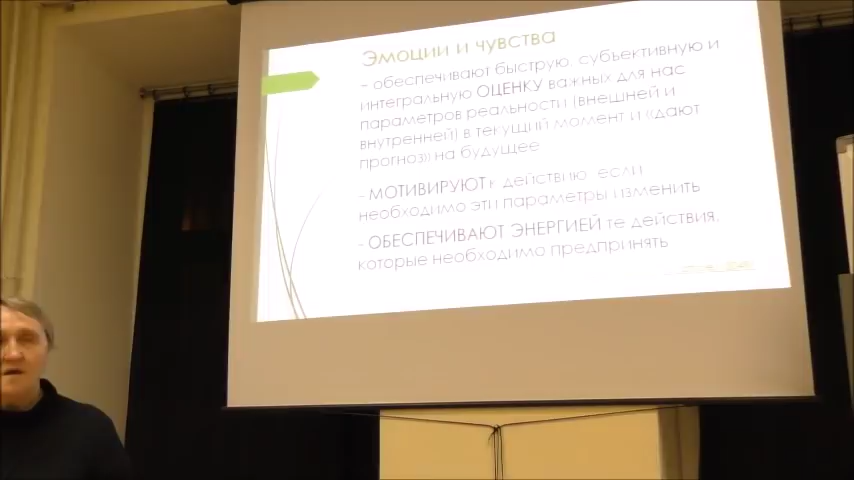 Эмоции и чувства
– обеспечивают быструю, субъективную и
интегральную ОЦЕНКУ важных для нас
параметров реальности (внешней и
внутренней) в текущий момент и «дают
прогноз» на будущее
- МОТИВИРУЮТ к действию если
необходимо эти параметры изменить
- ОБЕСПЕЧИВАЮТ ЭНЕРГИЕЙ те действия,
которые необходимо предпринять